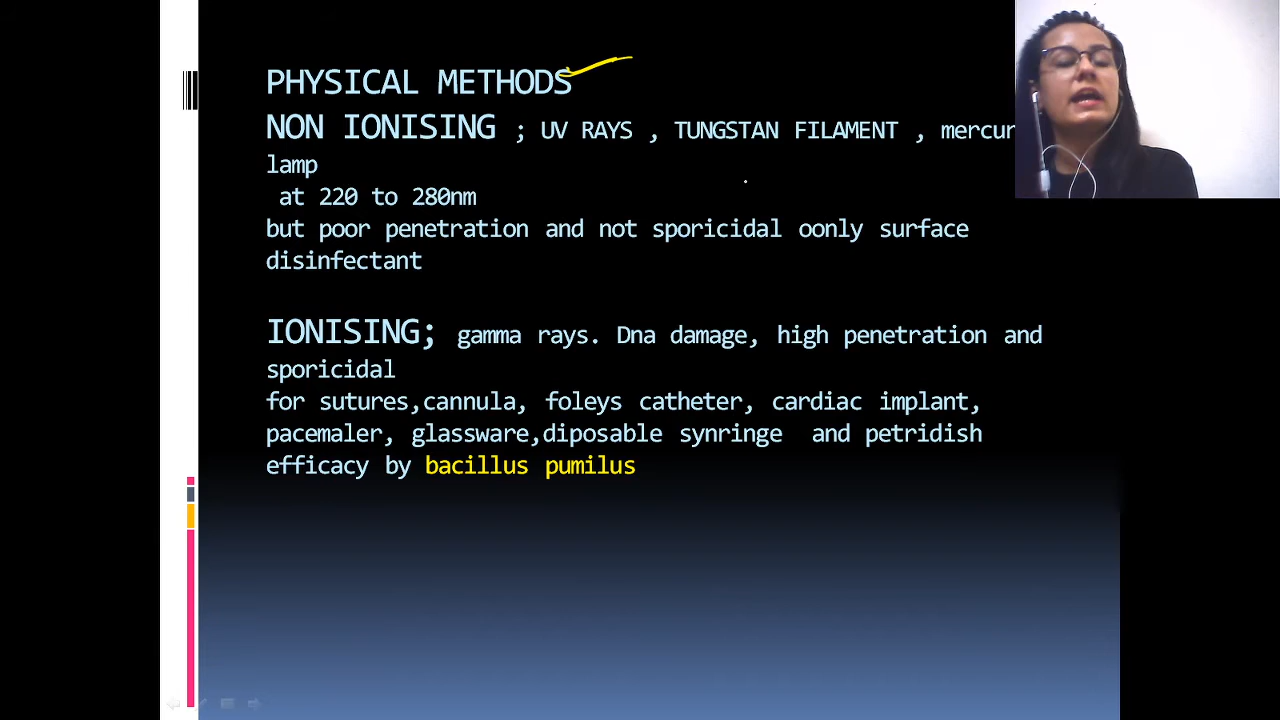 PHYSICAL METHODS
NON IONISING ; UV RAYS , TUNGSTAN FILAMENT ,
lamp
at 220 to 280nm
but poor penetration and not sporicidal oonly surface
disinfectant
IONISING; gamma rays. Dna damage, high penetration and
sporicidal
for sutures,cannula, foleys catheter, cardiac implant,
pacemaler, glassware,diposable synringe and petridish
efficacy by bacillus pumilus